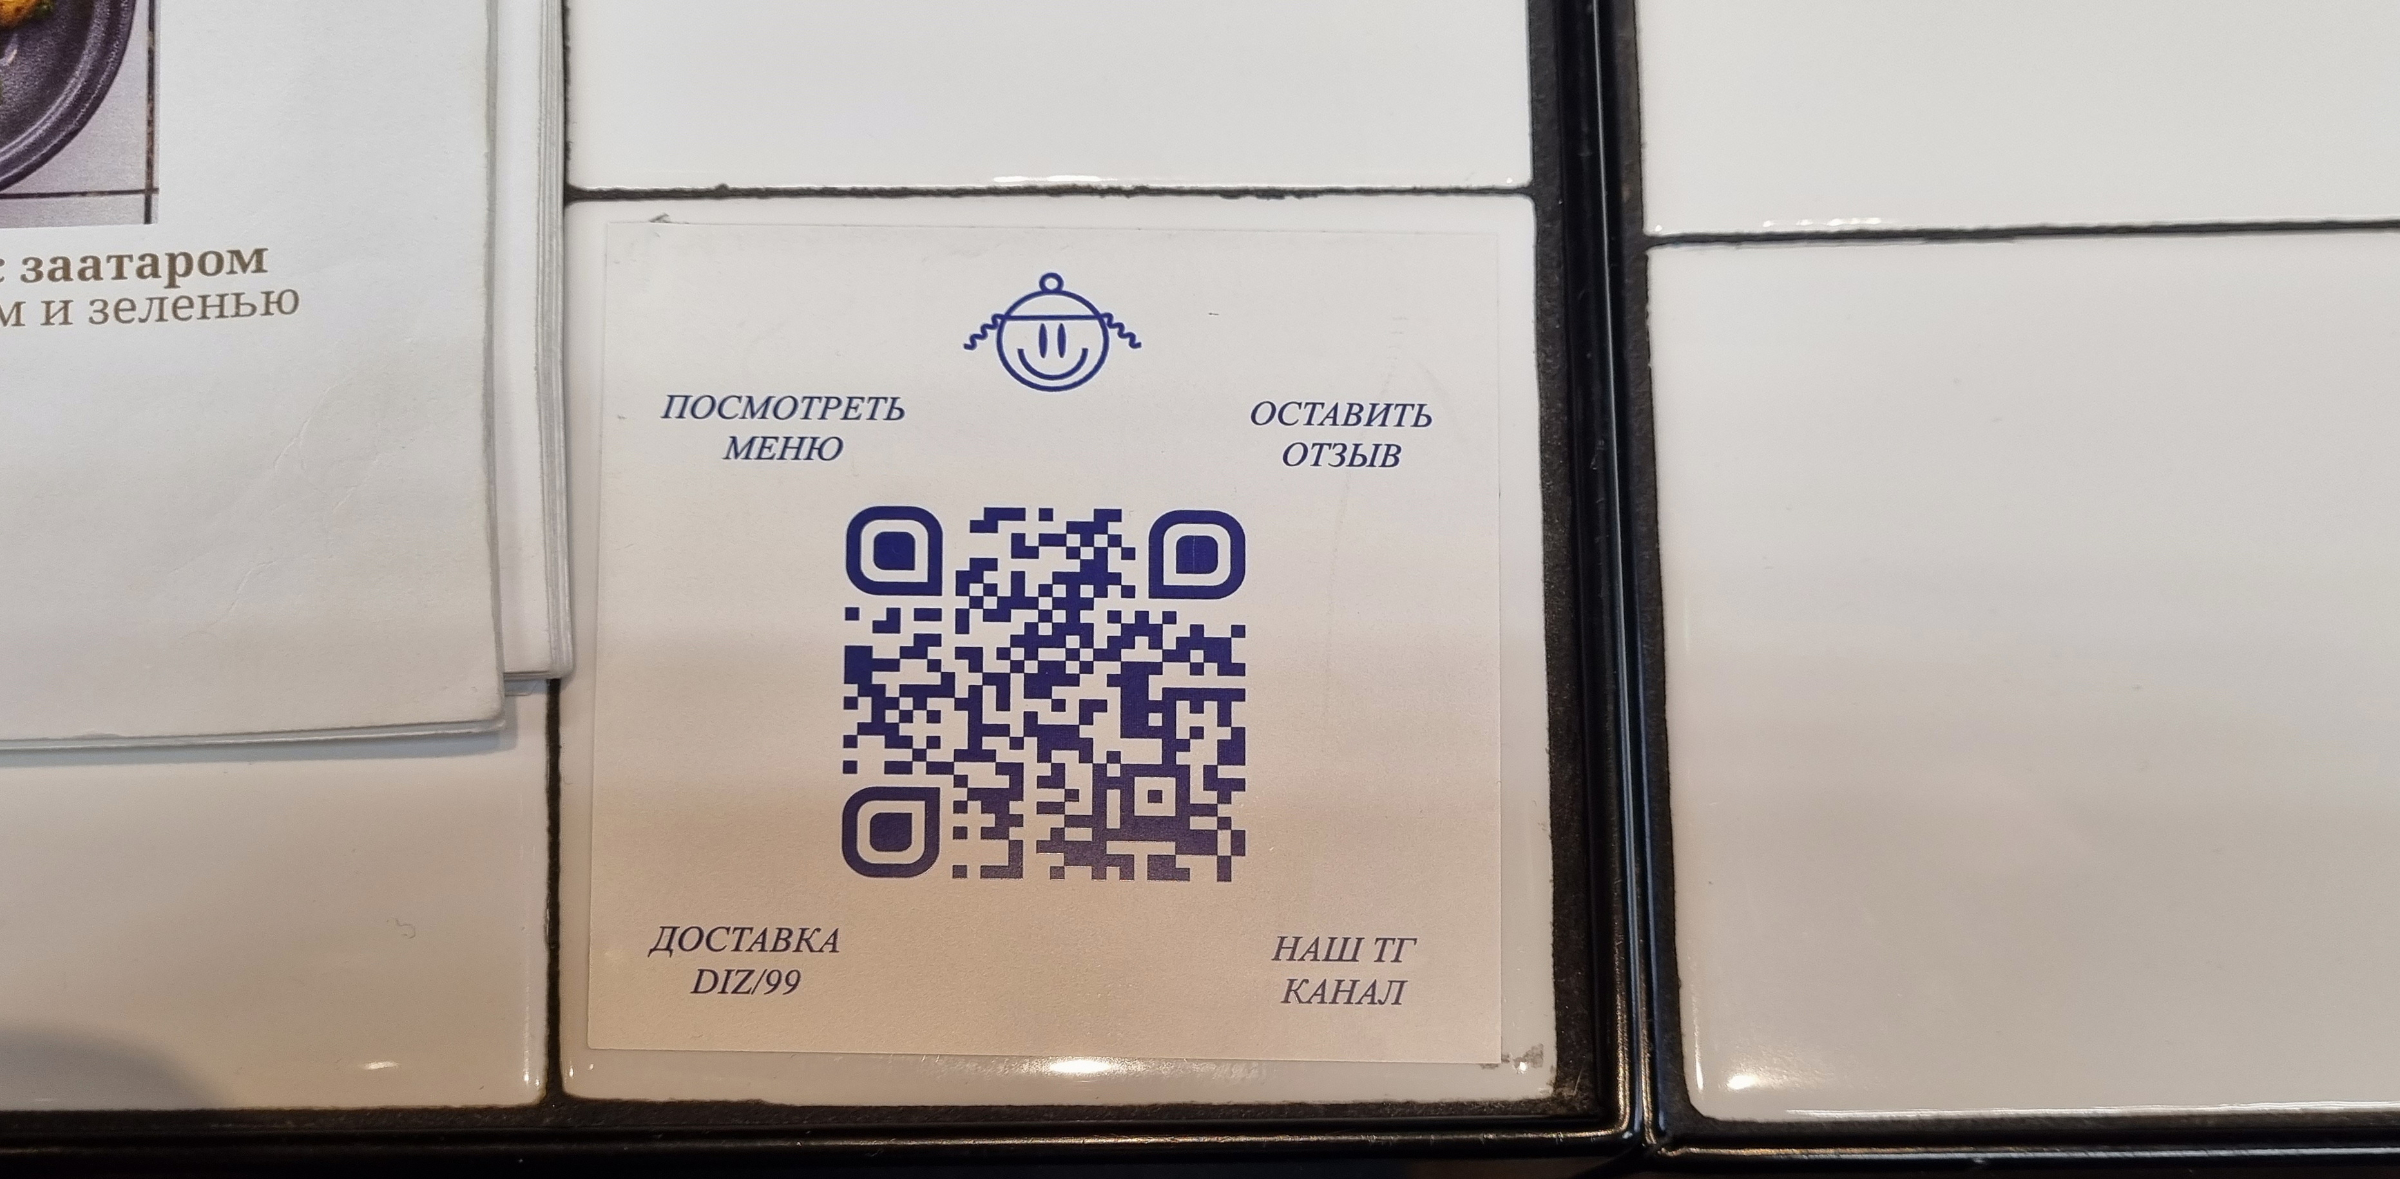 с заатаром
м и зеленью
ПОСМОТРЕТЬ
МЕНЮ
ОСТАВИТЬ
ОТЗЫВ
ДОСТАВКА
DIZ/99
НАШ ТГ
КАНАЛ